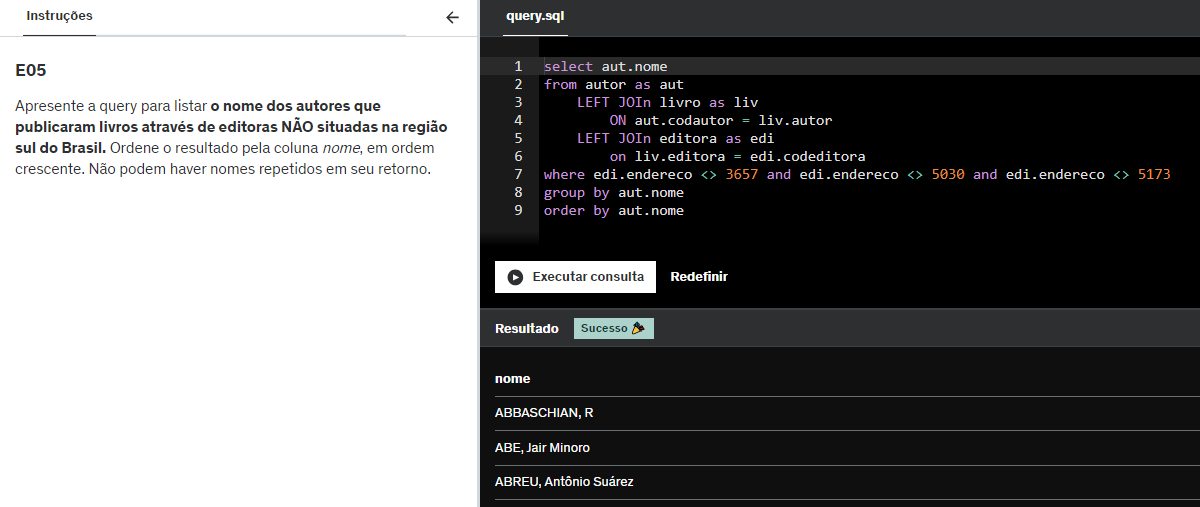 Instruções
E05
Apresente a query para listar o nome dos autores que
publicaram livros através de editoras NÃO situadas na região
sul do Brasil. Ordene o resultado pela coluna nome, em ordem
crescente. Não podem haver nomes repetidos em seu retorno.
query.sql
1 select aut.nome
2 from autor as aut
3 LEFT JOIn livro as liv
4 ON aut.codautor = liv.autor
5 LEFT JOIn editora as edi
6 on liv.editora = edi.codeditora
7 where edi.endereco <> 3657 and edi.endereco <> 5030 and edi.endereco <> 5173
8 group by aut.nome
9 order by aut.nome
Executar consulta Redefinir
Resultado Sucesso
nome
ABBASCHIAN, R
ABE, Jair Minoro
ABREU, Antônio Suárez